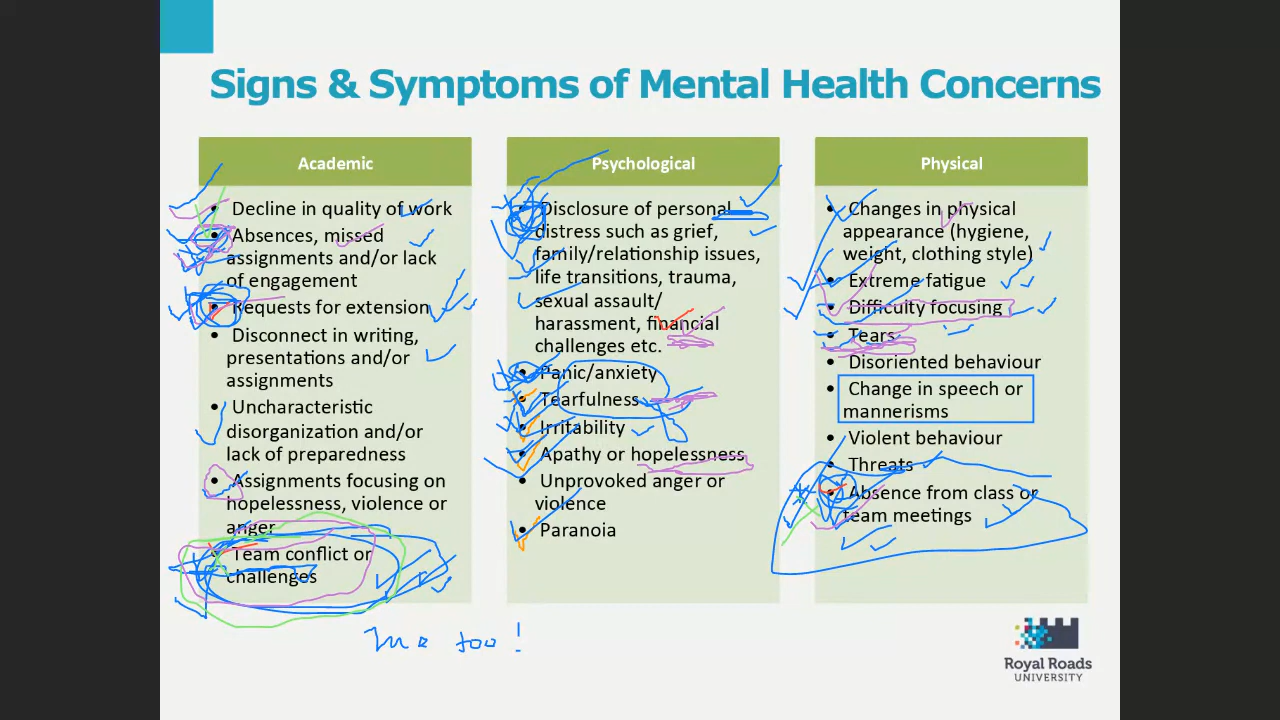 Signs & Symptoms of Mental Health Concerns
Academic
• Decline in quality of work
• Absences, missed
assignments and/or lack
of engagement
• Requests for extension
• Disconnect in writing,
presentations and/or
assignments
• Uncharacteristic
disorganization and/or
lack of preparedness
• Assignments focusing on
hopelessness, violence or
anger
• Team conflict or
challenges
Psychological
• Disclosure of personal
distress such as grief,
family/relationship issues,
life transitions, trauma,
sexual assault/
harassment, financial
challenges etc.
• Panic/anxiety
• Tearfulness
• Irritability
• Apathy or hopelessness
• Unprovoked anger or
violence
• Paranoia
Physical
• Changes in physical
appearance (hygiene,
weight, clothing style)
• Extreme fatigue
• Difficulty focusing
• Tears
• Disoriented behaviour
• Change in speech or
mannerisms
• Violent behaviour
• Threats
• Absence from class or
team meetings
me too !
Royal Roads
UNIVERSITY